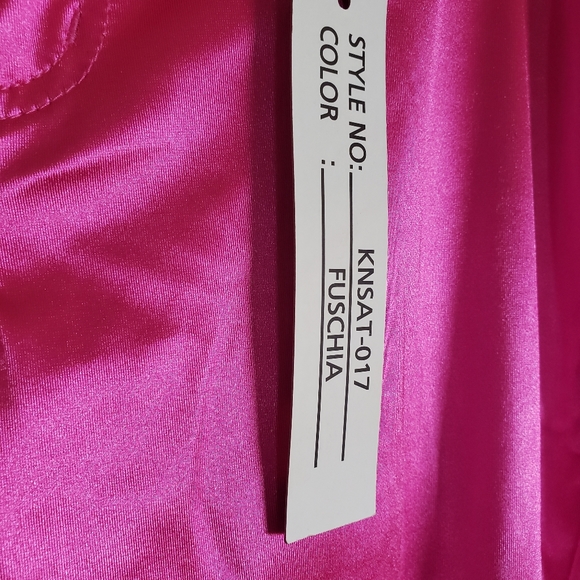 STYLE NO: KNSAT-017
COLOR : FUSCHIA